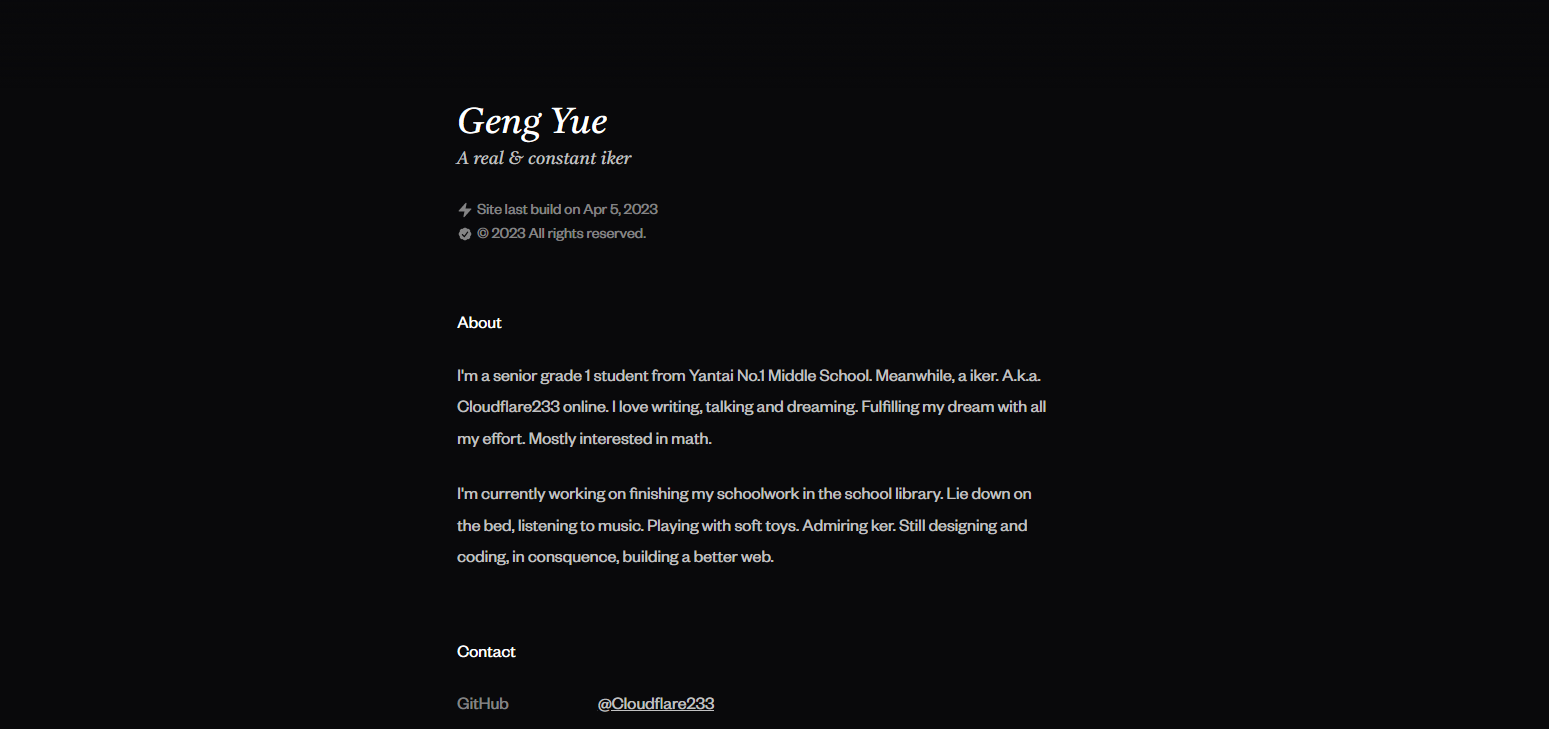 Geng Yue
A real & constant iker
Site last build on Apr 5, 2023
© 2023 All rights reserved.
About
I'm a senior grade 1 student from Yantai No.1 Middle School. Meanwhile, a iker. A.k.a.
Cloudflare233 online. I love writing, talking and dreaming. Fulfilling my dream with all
my effort. Mostly interested in math.
I'm currently working on finishing my schoolwork in the school library. Lie down on
the bed, listening to music. Playing with soft toys. Admiring ker. Still designing and
coding, in consquence, building a better web.
Contact
GitHub @Cloudflare233